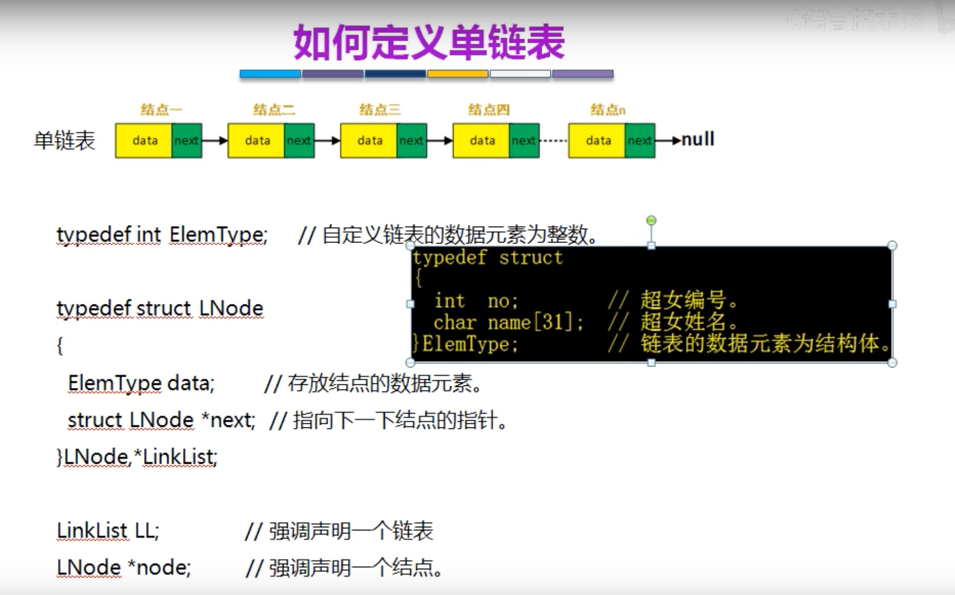 如何定义单链表
结点一 结点二 结点三 结点四 结点n
单链表 data next data next data next data next data next null
typedef int ElemType; // 自定义链表的数据元素为整数。
typedef struct
{
int no; // 超女编号。
char name[31]; // 超女姓名。
}ElemType; // 链表的数据元素为结构体。
typedef struct LNode
{
ElemType data; // 存放结点的数据元素。
struct LNode *next; // 指向下一下结点的指针。
}LNode,*LinkList;
LinkList LL; // 强调声明一个链表
LNode *node; // 强调声明一个结点。